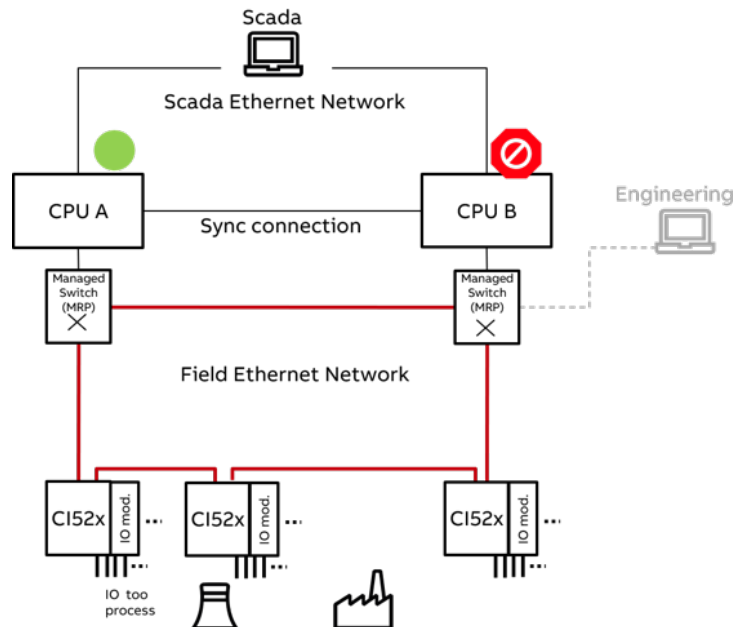 Scada
Scada Ethernet Network
CPU A
Sync connection
CPU B
Engineering
Managed
Switch
(MRP)
Managed
Switch
(MRP)
Field Ethernet Network
CI52x
IO mod.
...
CI52x
IO mod.
...
CI52x
IO mod.
...
...
...
...
IO too
process